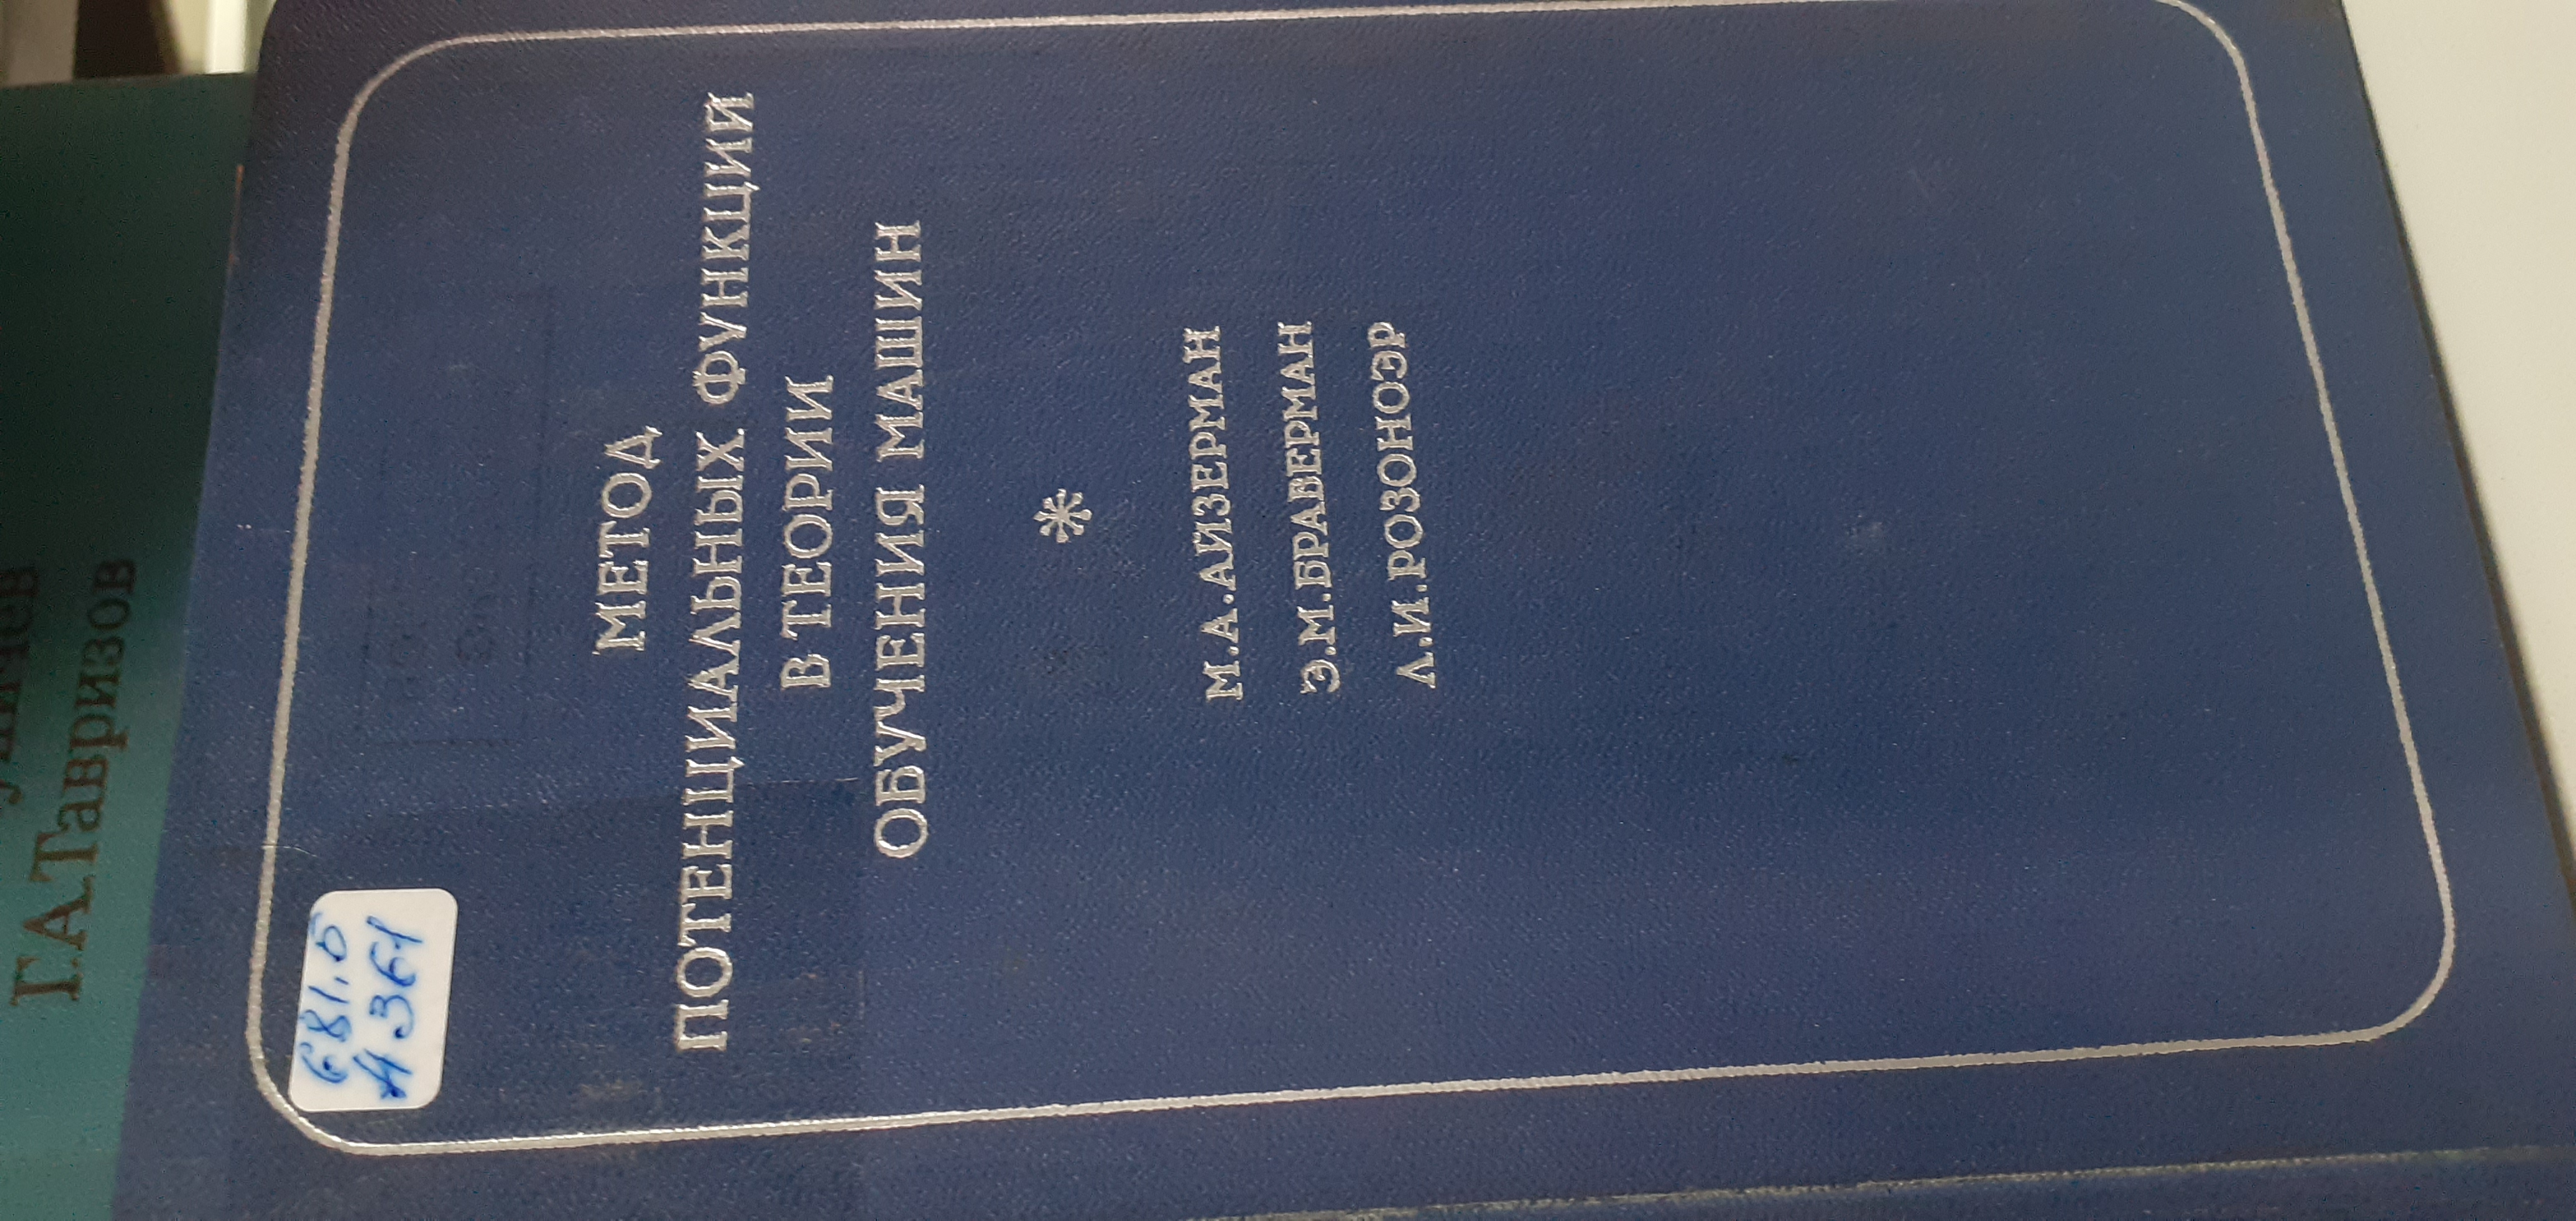 681.5
А 361
МЕТОД
ПОТЕНЦИАЛЬНЫХ ФУНКЦИЙ
В ТЕОРИИ
ОБУЧЕНИЯ МАШИН
М.А.АЙЗЕРМАН
Э.М.БРАВЕРМАН
Л.И.РОЗОНОЭР
Г.А.Тавризов